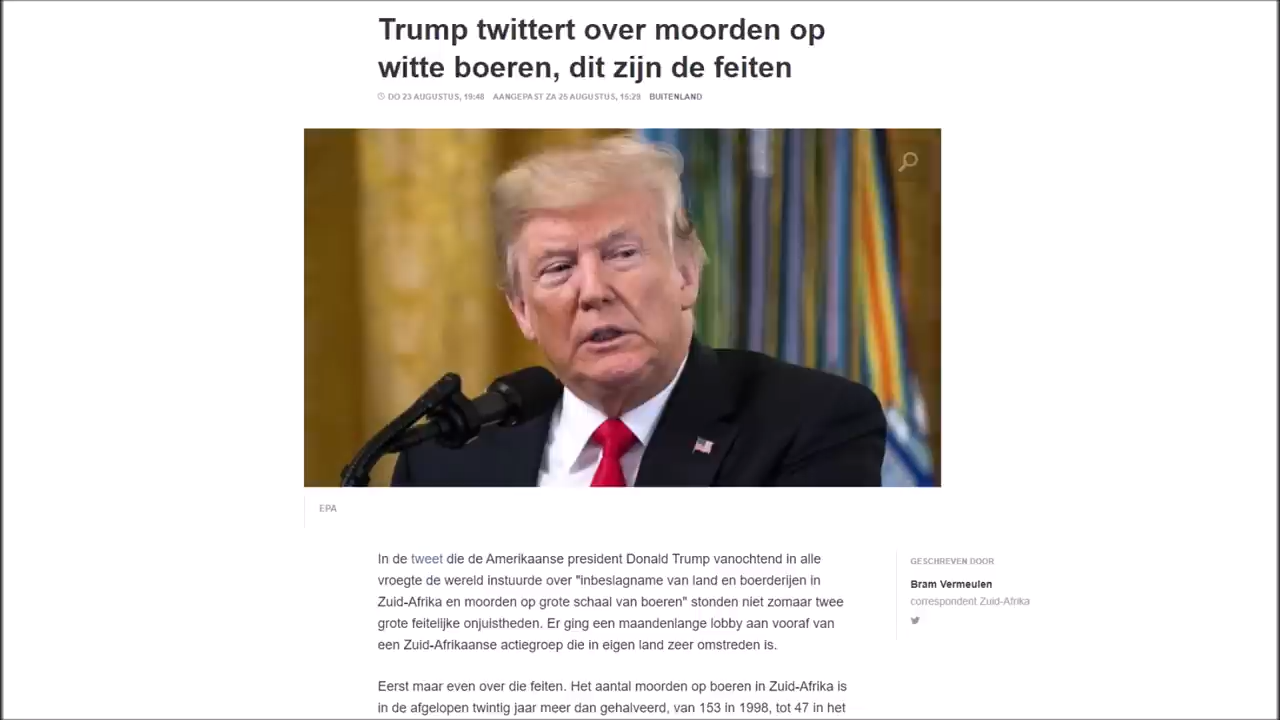 Trump twittert over moorden op
witte boeren, dit zijn de feiten
DO 23 AUGUSTUS, 19:48 AANGEPAST ZA 25 AUGUSTUS, 15:29 BUITENLAND
EPA
In de tweet die de Amerikaanse president Donald Trump vanochtend in alle
vroegte de wereld instuurde over "inbeslagname van land en boerderijen in
Zuid-Afrika en moorden op grote schaal van boeren" stonden niet zomaar twee
grote feitelijke onjuistheden. Er ging een maandenlange lobby aan vooraf van
een Zuid-Afrikaanse actiegroep die in eigen land zeer omstreden is.
Eerst maar even over die feiten. Het aantal moorden op boeren in Zuid-Afrika is
in de afgelopen twintig jaar meer dan gehalveerd, van 153 in 1998, tot 47 in het
GESCHREVEN DOOR
Bram Vermeulen
correspondent Zuid-Afrika